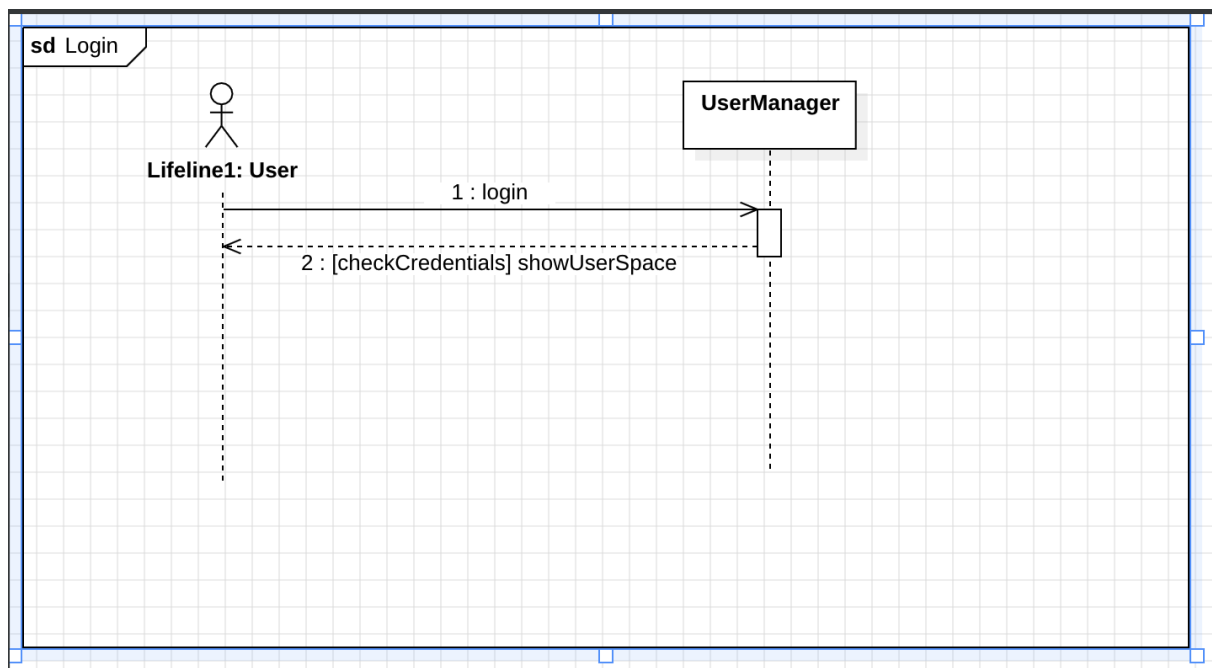 sd Login
UserManager
Lifeline1: User
1 : login
2 : [checkCredentials] showUserSpace